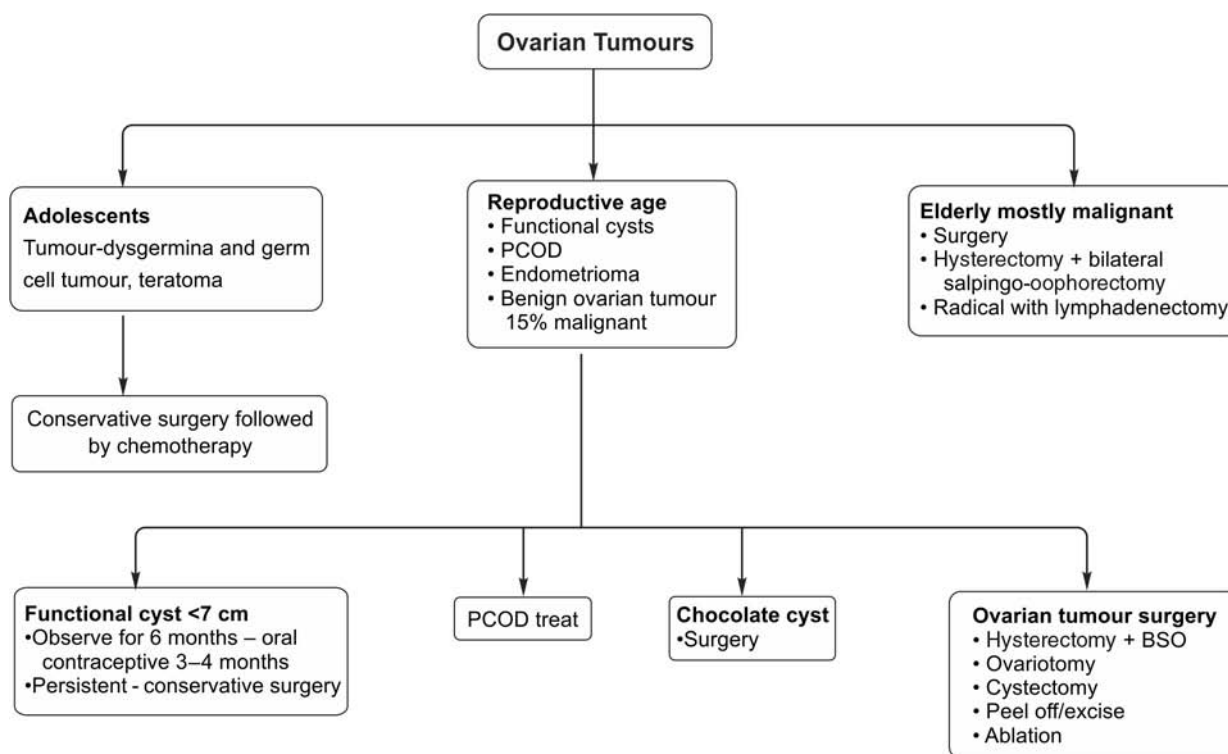 Ovarian Tumours
Adolescents
Tumour-dysgermina and germ
cell tumour, teratoma
Conservative surgery followed
by chemotherapy
Reproductive age
• Functional cysts
• PCOD
• Endometrioma
• Benign ovarian tumour
15% malignant
Elderly mostly malignant
• Surgery
• Hysterectomy + bilateral
salpingo-oophorectomy
• Radical with lymphadenectomy
Functional cyst <7 cm
•Observe for 6 months – oral
contraceptive 3–4 months
•Persistent - conservative surgery
PCOD treat
Chocolate cyst
•Surgery
Ovarian tumour surgery
• Hysterectomy + BSO
• Ovariotomy
• Cystectomy
• Peel off/excise
• Ablation